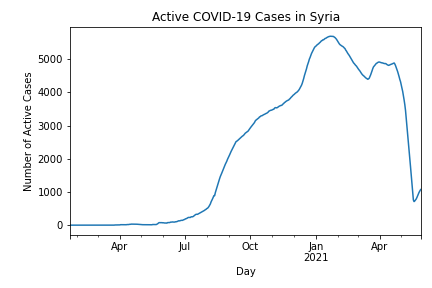 Active COVID-19 Cases in Syria
Number of Active Cases
5000
4000
3000
2000
1000
0
Apr
Jul
Oct
Jan
2021
Apr
Day